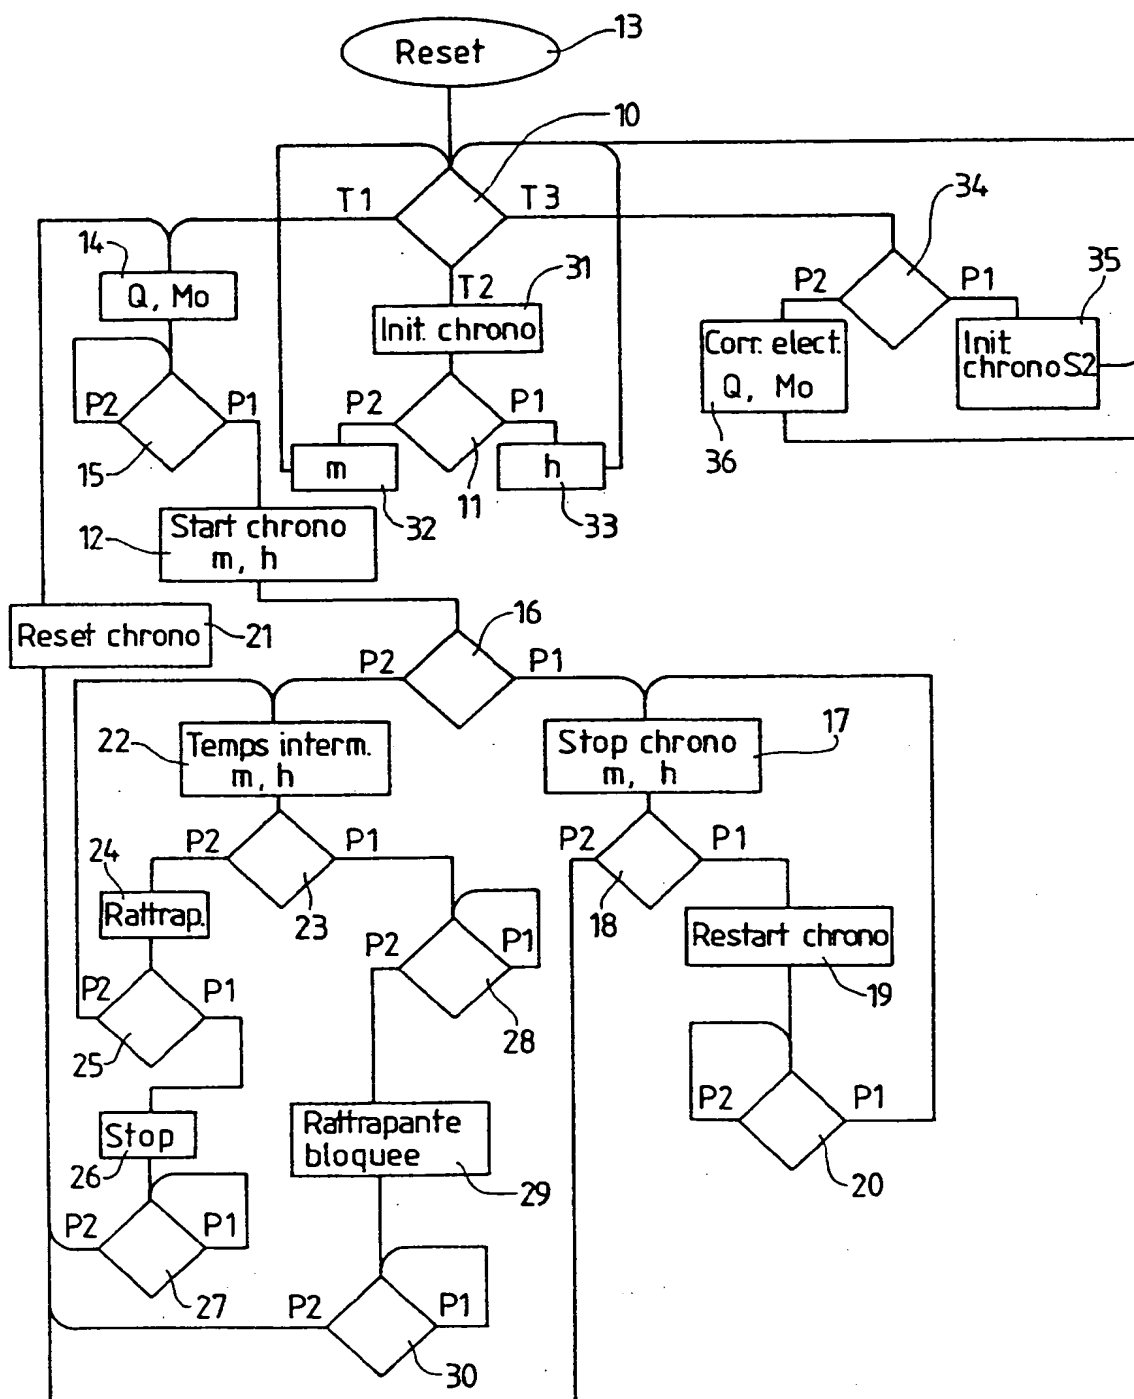 Reset
13
10
T1
T3
34
14
31
35
T2
P2
P1
Q, Mo
Init. chrono
Corr. elect.
Q, Mo
Init.
chrono S2
P2
P1
P2
P1
15
m
11
h
36
32
33
12
Start chrono
m, h
16
Reset chrono
21
P2
P1
22
Temps interm.
m, h
Stop chrono
m, h
17
24
P2
P1
P2
P1
Rattrap.
23
18
Restart chrono
P2
P1
19
P2
P1
28
25
P2
P1
Stop
Rattrapante
bloquee
26
29
20
P2
P1
27
P2
P1
30